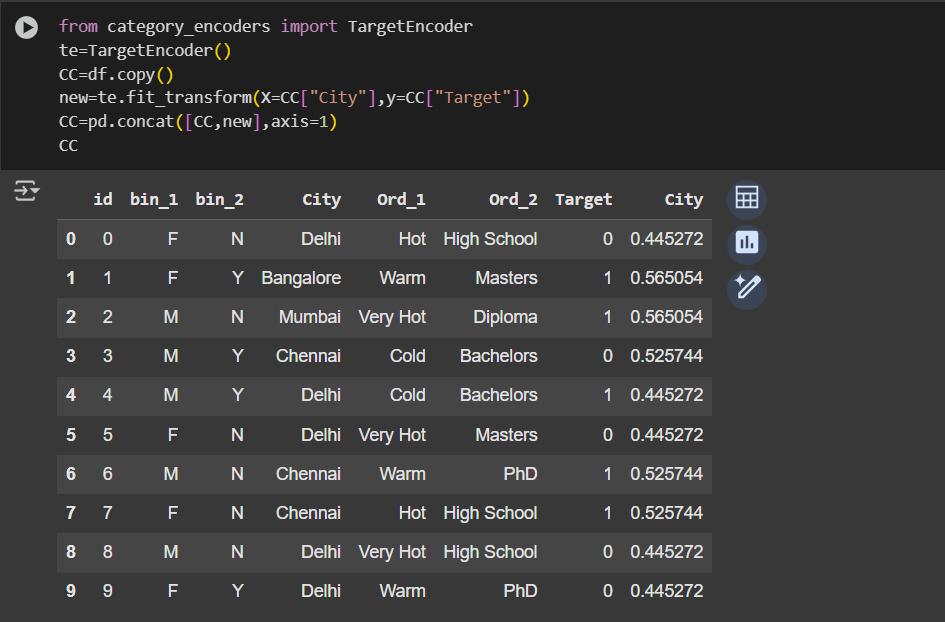 from category_encoders import TargetEncoder
te=TargetEncoder()
CC=df.copy()
new=te.fit_transform(X=CC["City"],y=CC["Target"])
CC=pd.concat([CC,new],axis=1)
CC
id bin_1 bin_2 City Ord_1 Ord_2 Target City
0 0 F N Delhi Hot High School 0 0.445272
1 1 F Y Bangalore Warm Masters 1 0.565054
2 2 M N Mumbai Very Hot Diploma 1 0.565054
3 3 M Y Chennai Cold Bachelors 0 0.525744
4 4 M Y Delhi Cold Bachelors 1 0.445272
5 5 F N Delhi Very Hot Masters 0 0.445272
6 6 M N Chennai Warm PhD 1 0.525744
7 7 F N Chennai Hot High School 1 0.525744
8 8 M N Delhi Very Hot High School 0 0.445272
9 9 F Y Delhi Warm PhD 0 0.445272